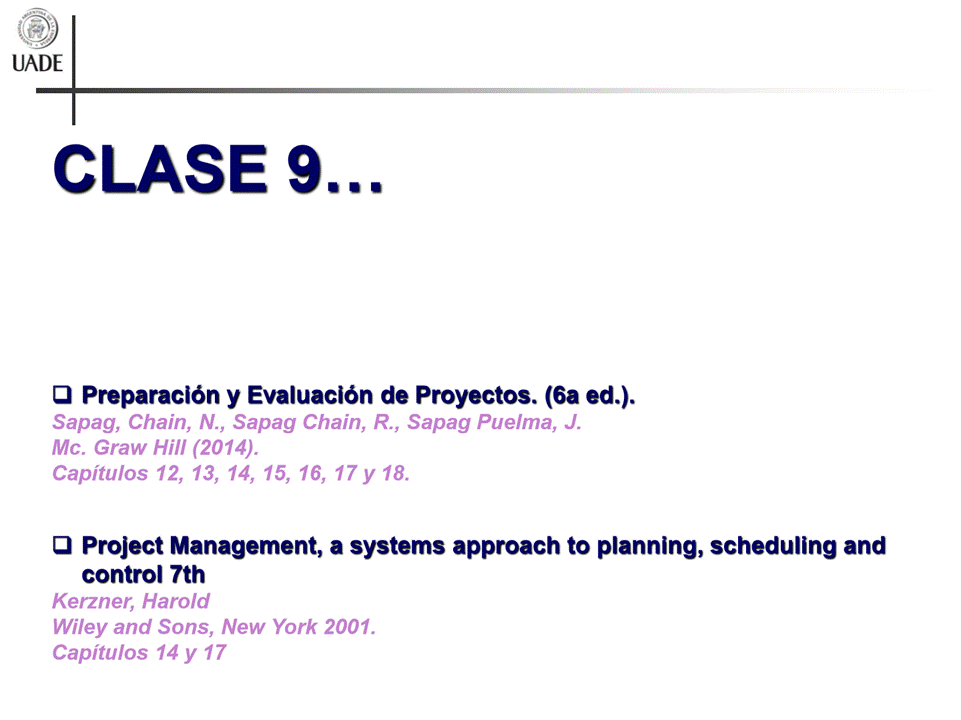 UADE
CLASE 9…
Preparación y Evaluación de Proyectos. (6a ed.).
Sapag, Chain, N., Sapag Chain, R., Sapag Puelma, J.
Mc. Graw Hill (2014).
Capítulos 12, 13, 14, 15, 16, 17 y 18.
Project Management, a systems approach to planning, scheduling and
control 7th
Kerzner, Harold
Wiley and Sons, New York 2001.
Capítulos 14 y 17